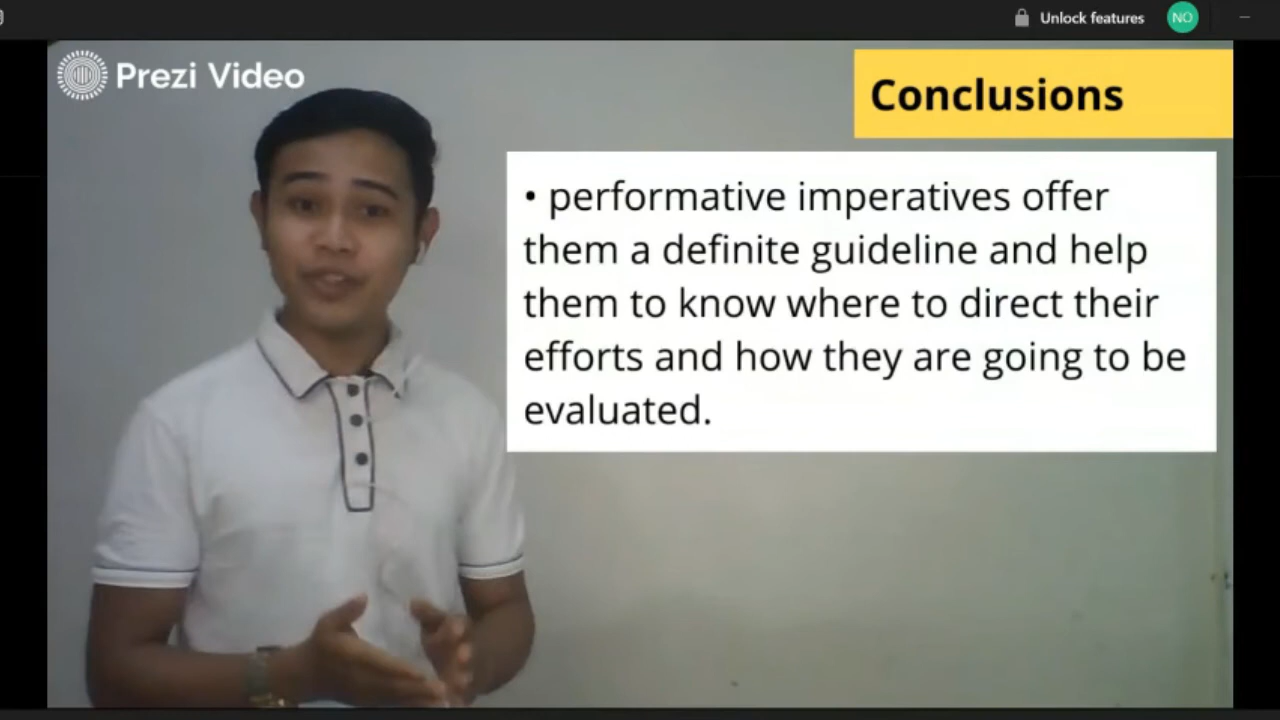 Unlock features
NO
Prezi Video
Conclusions
• performative imperatives offer
them a definite guideline and help
them to know where to direct their
efforts and how they are going to be
evaluated.